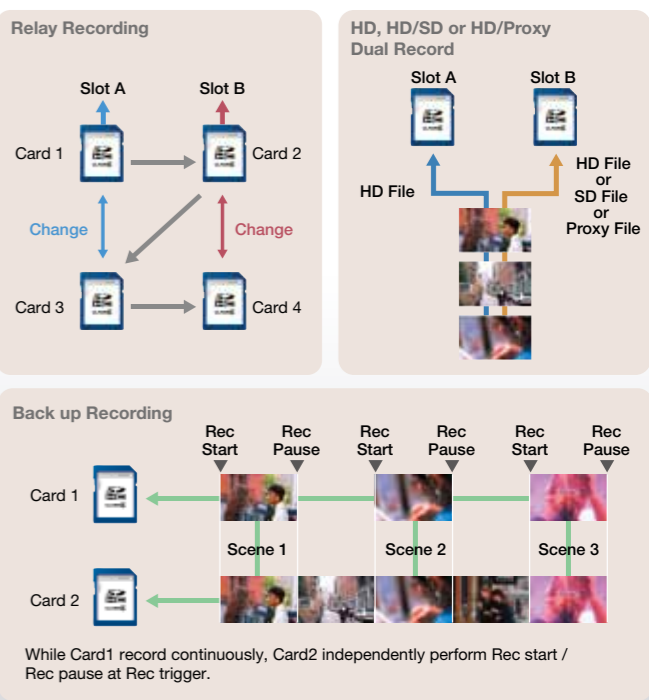 Relay Recording
Slot A
Slot B
Card 1
Card 2
Change
Change
Card 3
Card 4
HD, HD/SD or HD/Proxy
Dual Record
Slot A
Slot B
HD File
HD File
or
SD File
or
Proxy File
Back up Recording
Rec
Start
Rec
Pause
Rec
Start
Rec
Pause
Rec
Start
Rec
Pause
Card 1
Scene 1
Scene 2
Scene 3
Card 2
While Card1 record continuously, Card2 independently perform Rec start /
Rec pause at Rec trigger.